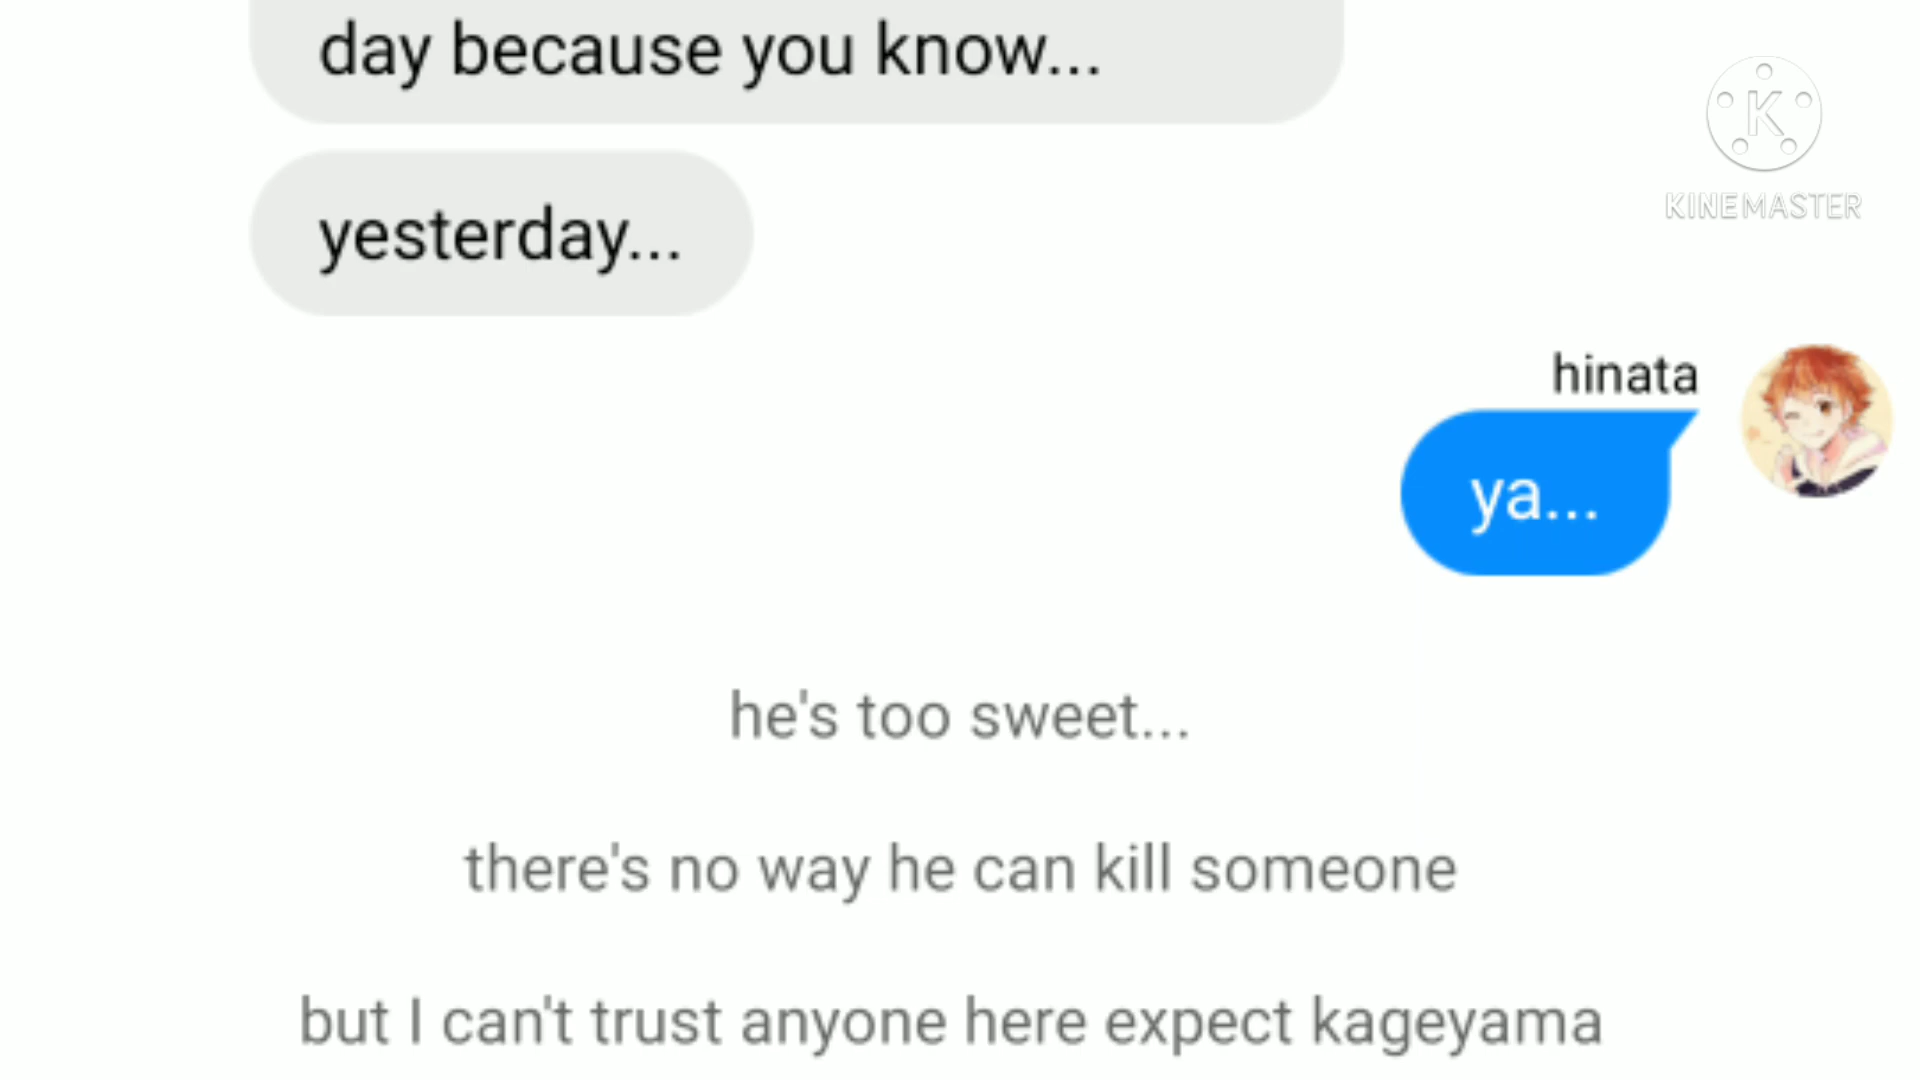 day because you know...
K
KINEMASTER
yesterday...
hinata
ya...
he's too sweet...
there's no way he can kill someone
but I can't trust anyone here expect kageyama